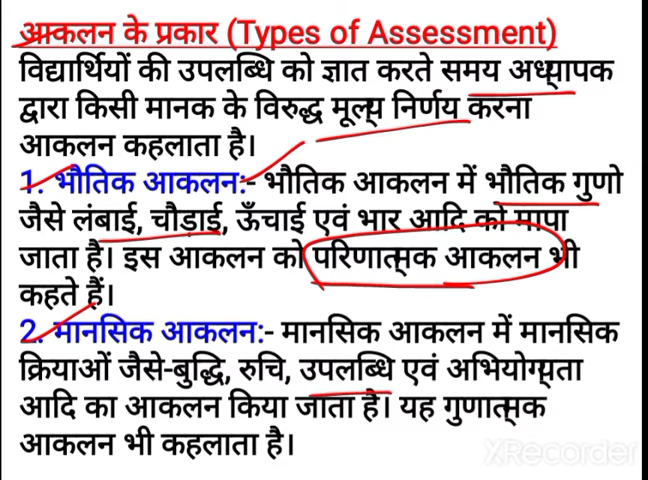 आकलन के प्रकार (Types of Assessment)
विद्यार्थियों की उपलब्धि को ज्ञात करते समय अध्यापक
द्वारा किसी मानक के विरुद्ध मूल्य निर्णय करना
आकलन कहलाता है।
1. भौतिक आकलन:- भौतिक आकलन में भौतिक गुणो
जैसे लंबाई, चौड़ाई, ऊँचाई एवं भार आदि को मापा
जाता है। इस आकलन को परिणात्मक आकलन भी
कहते हैं।
2. मानसिक आकलन:- मानसिक आकलन में मानसिक
क्रियाओं जैसे-बुद्धि, रुचि, उपलब्धि एवं अभियोग्यता
आदि का आकलन किया जाता है। यह गुणात्मक
आकलन भी कहलाता है।
XRecorder